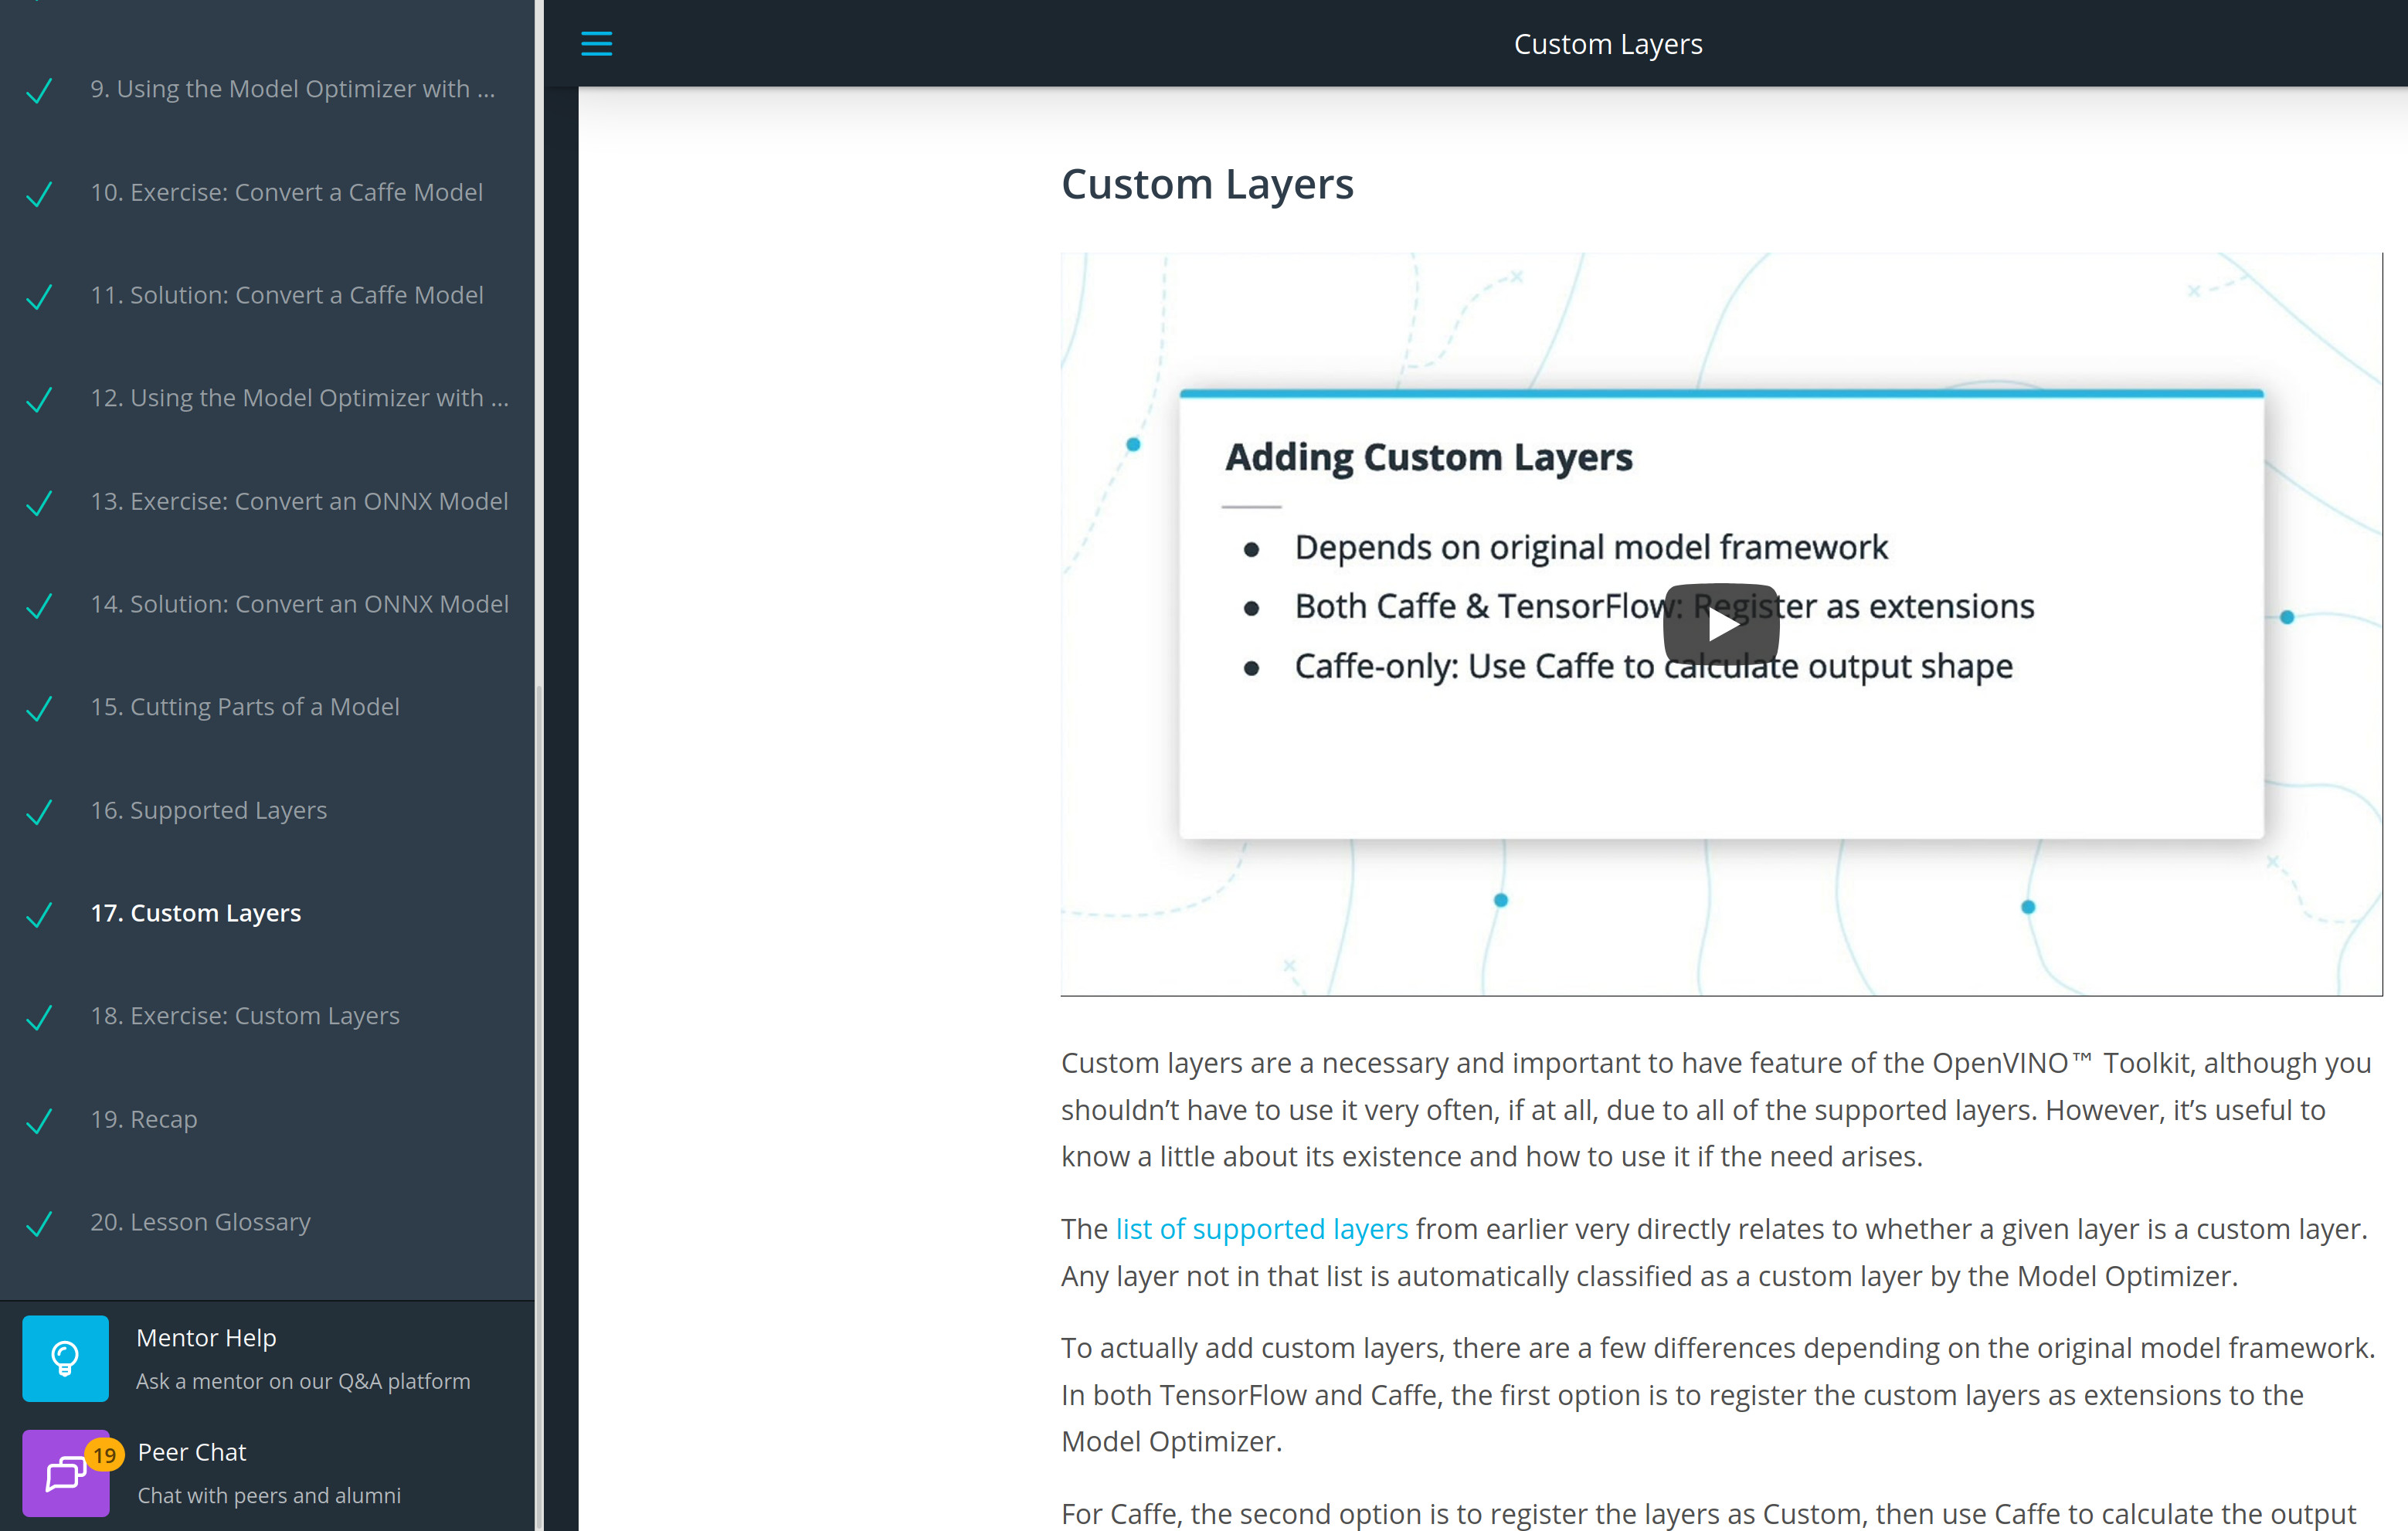 9. Using the Model Optimizer with ...
10. Exercise: Convert a Caffe Model
11. Solution: Convert a Caffe Model
12. Using the Model Optimizer with ...
13. Exercise: Convert an ONNX Model
14. Solution: Convert an ONNX Model
15. Cutting Parts of a Model
16. Supported Layers
17. Custom Layers
18. Exercise: Custom Layers
19. Recap
20. Lesson Glossary
Mentor Help
Ask a mentor on our Q&A platform
19
Peer Chat
Chat with peers and alumni
Custom Layers
Custom Layers
Adding Custom Layers
● Depends on original model framework
● Both Caffe & TensorFlow: Register as extensions
● Caffe-only: Use Caffe to calculate output shape
Custom layers are a necessary and important to have feature of the OpenVINO™ Toolkit, although you
shouldn’t have to use it very often, if at all, due to all of the supported layers. However, it’s useful to
know a little about its existence and how to use it if the need arises.
The list of supported layers from earlier very directly relates to whether a given layer is a custom layer.
Any layer not in that list is automatically classified as a custom layer by the Model Optimizer.
To actually add custom layers, there are a few differences depending on the original model framework.
In both TensorFlow and Caffe, the first option is to register the custom layers as extensions to the
Model Optimizer.
For Caffe, the second option is to register the layers as Custom, then use Caffe to calculate the output